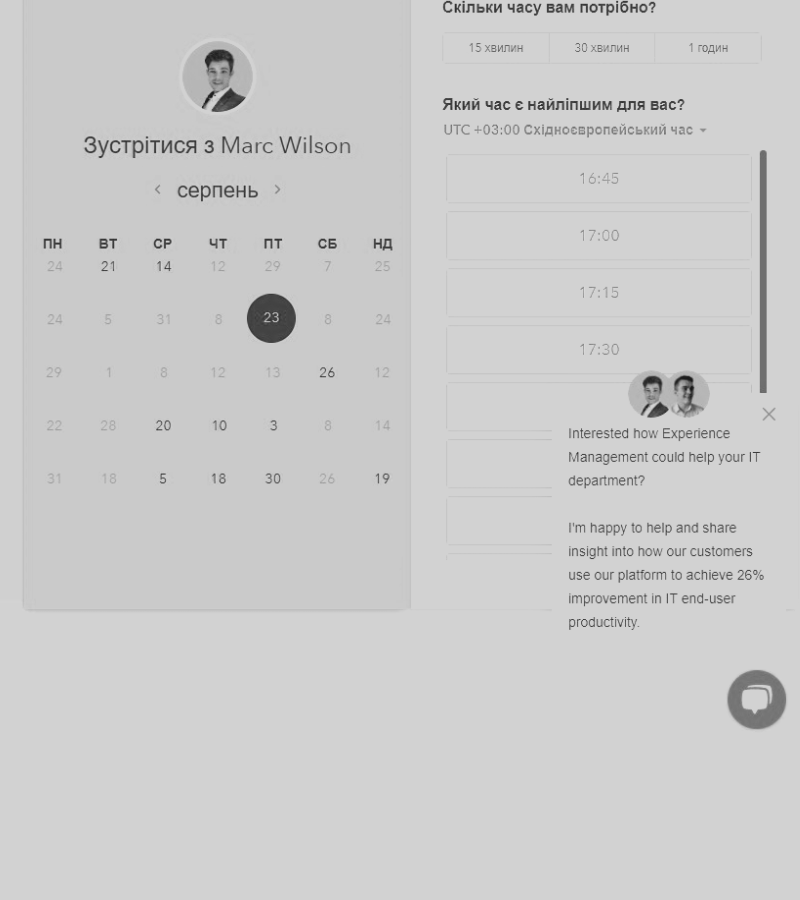 Скільки часу вам потрібно?
15 хвилин 30 хвилин 1 годин
Зустрітися з Marc Wilson
серпень
ПН ВТ СР ЧТ ПТ СБ НД
24 21 14 12 29 7 25
24 5 31 8 23 8 24
29 1 8 12 13 26 12
22 28 20 10 3 8 14
31 18 5 18 30 26 19
Який час є найліпшим для вас?
UTC +03:00 Східноєвропейський час
16:45
17:00
17:15
17:30
Interested how Experience
Management could help your IT
department?
I'm happy to help and share
insight into how our customers
use our platform to achieve 26%
improvement in IT end-user
productivity.